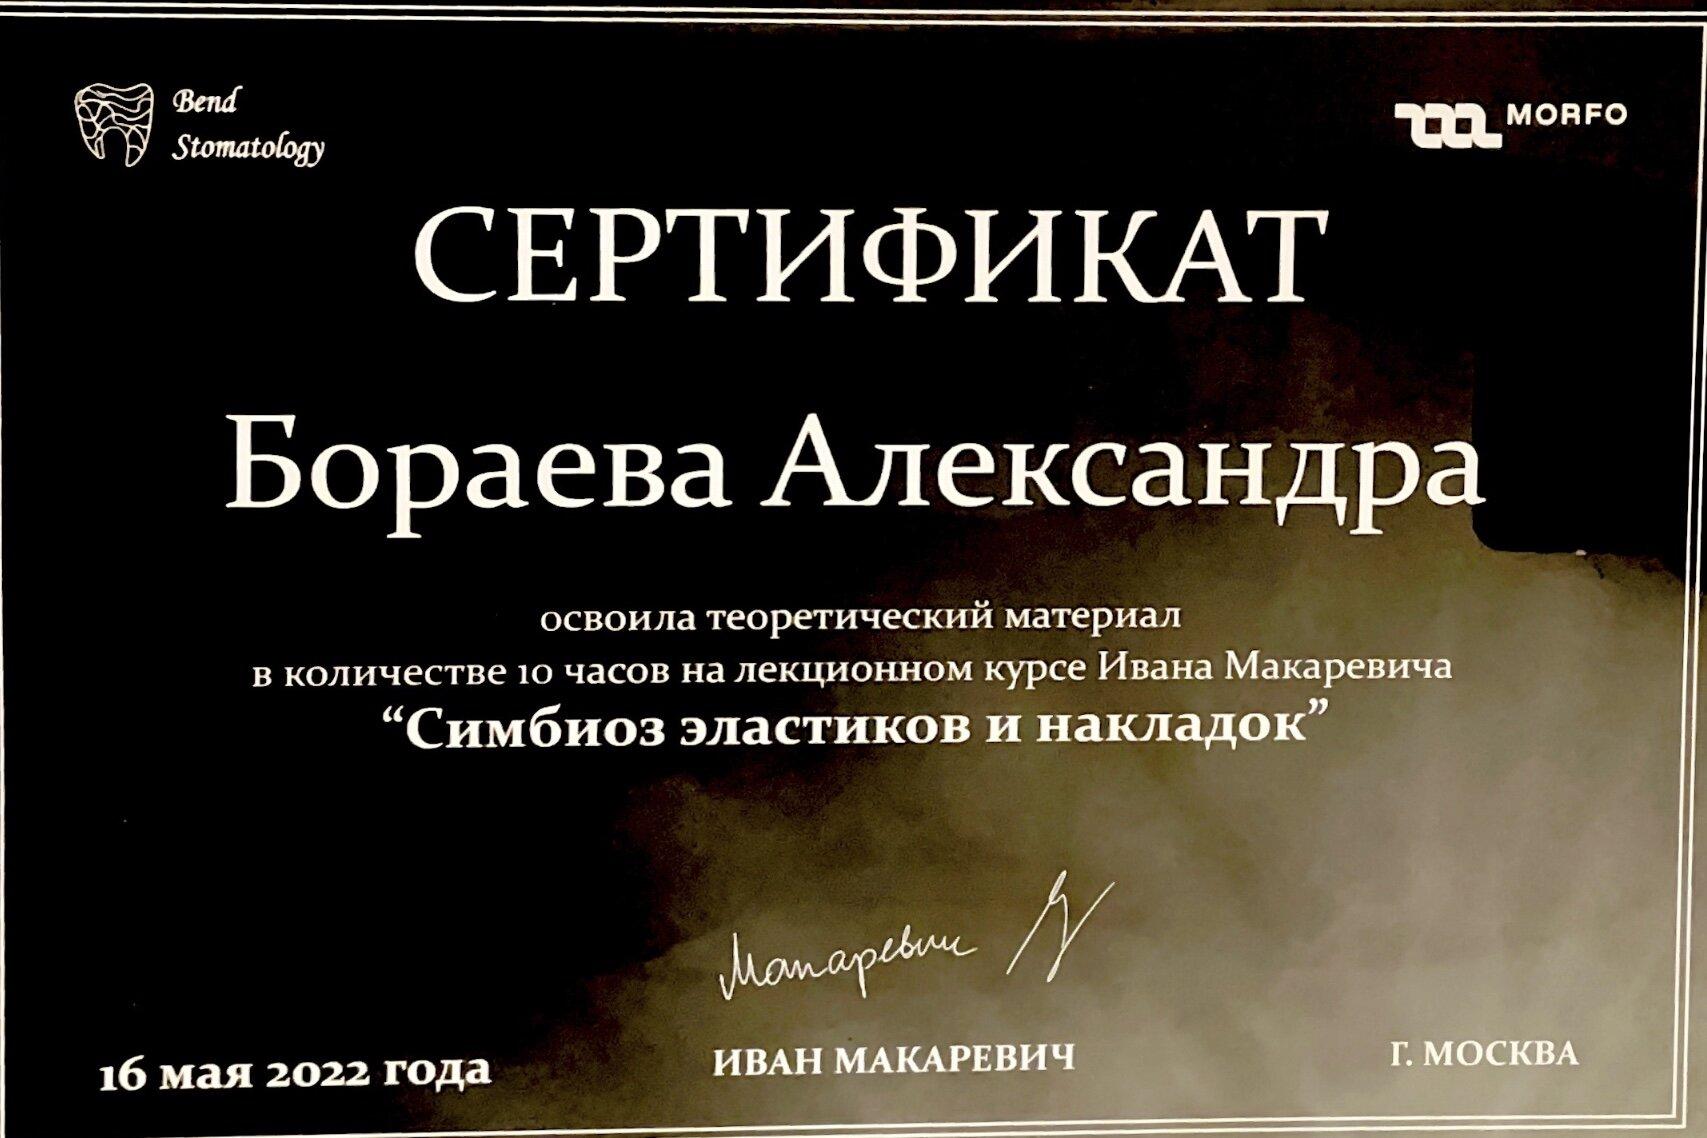 Bend
Stomatology
MORFO
СЕРТИФИКАТ
Бораева Александра
освоила теоретический материал
в количестве 10 часов на лекционном курсе Ивана Макаревича
“Симбиоз эластиков и накладок”
Макаревич
16 мая 2022 года
ИВАН МАКАРЕВИЧ
Г. МОСКВА